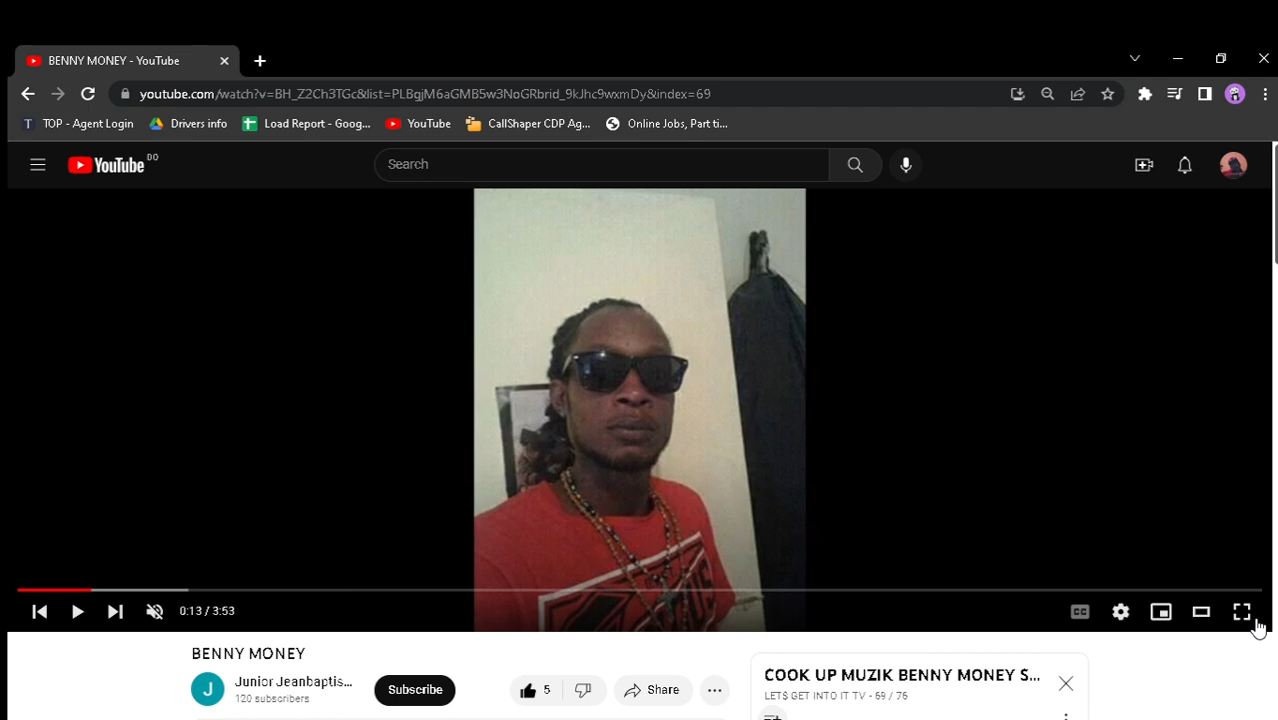 BENNY MONEY - YouTube
youtube.com/watch?v=BH_Z2Ch3TGc&list=PLBgjM6aGMB5w3NoGRbrid_9kJhc9wxmDy&index=69
TOP - Agent Login Drivers info Load Report - Goog... YouTube CallShaper CDP Ag... Online Jobs, Part ti...
YouTube DO Search
0:13 / 3:53 CC
BENNY MONEY
J Junior Jeanbaptis... Subscribe 5 Share
120 subscribers
COOK UP MUZIK BENNY MONEY S...
LET$ GET INTO IT TV - 69 / 76